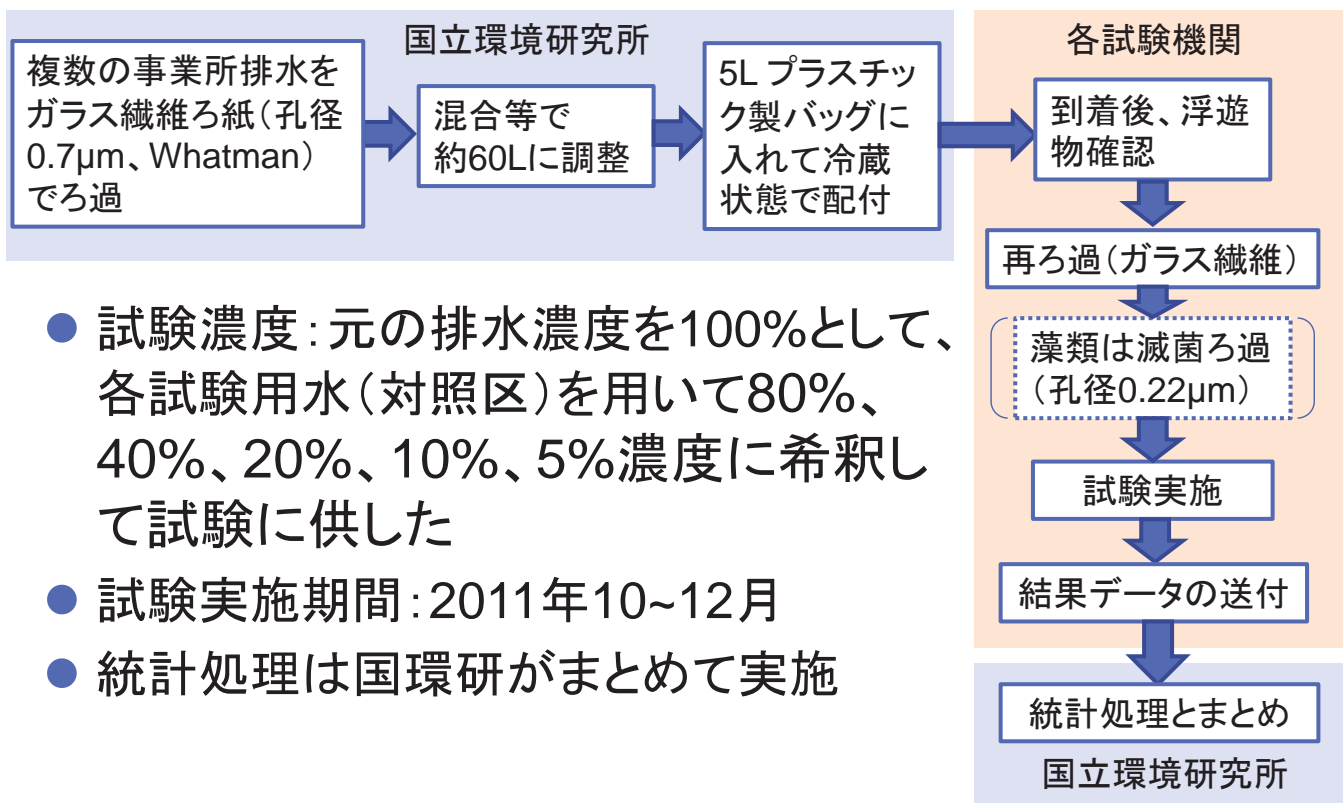 国立環境研究所
複数の事業所排水を
ガラス繊維ろ紙（孔径
0.7µm、Whatman）
でろ過
混合等で
約60Lに調整
5L プラスチッ
ク製バッグに
入れて冷蔵
状態で配付
各試験機関
到着後、浮遊
物確認
再ろ過（ガラス繊維）
藻類は滅菌ろ過
（孔径0.22µm）
試験実施
結果データの送付
統計処理とまとめ
国立環境研究所
● 試験濃度：元の排水濃度を100%として、
各試験用水（対照区）を用いて80%、
40%、20%、10%、5%濃度に希釈し
て試験に供した
● 試験実施期間：2011年10~12月
● 統計処理は国環研がまとめて実施